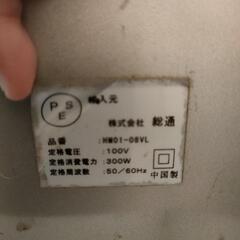 PSE
輸入元
株式会社 総通
品番 :HM01-08VL
定格電圧 :100V
定格消費電力 :300W
定格周波数 :50/60Hz
中国製